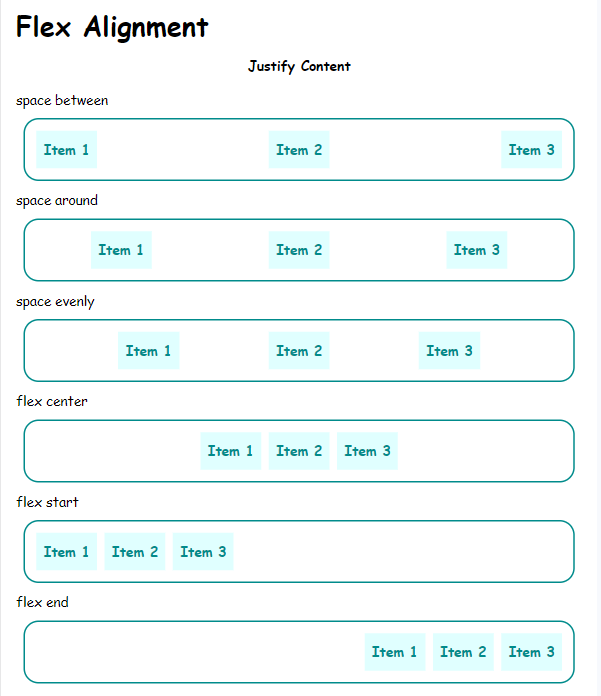 Flex Alignment
Justify Content
space between
Item 1 Item 2 Item 3
space around
Item 1 Item 2 Item 3
space evenly
Item 1 Item 2 Item 3
flex center
Item 1 Item 2 Item 3
flex start
Item 1 Item 2 Item 3
flex end
Item 1 Item 2 Item 3